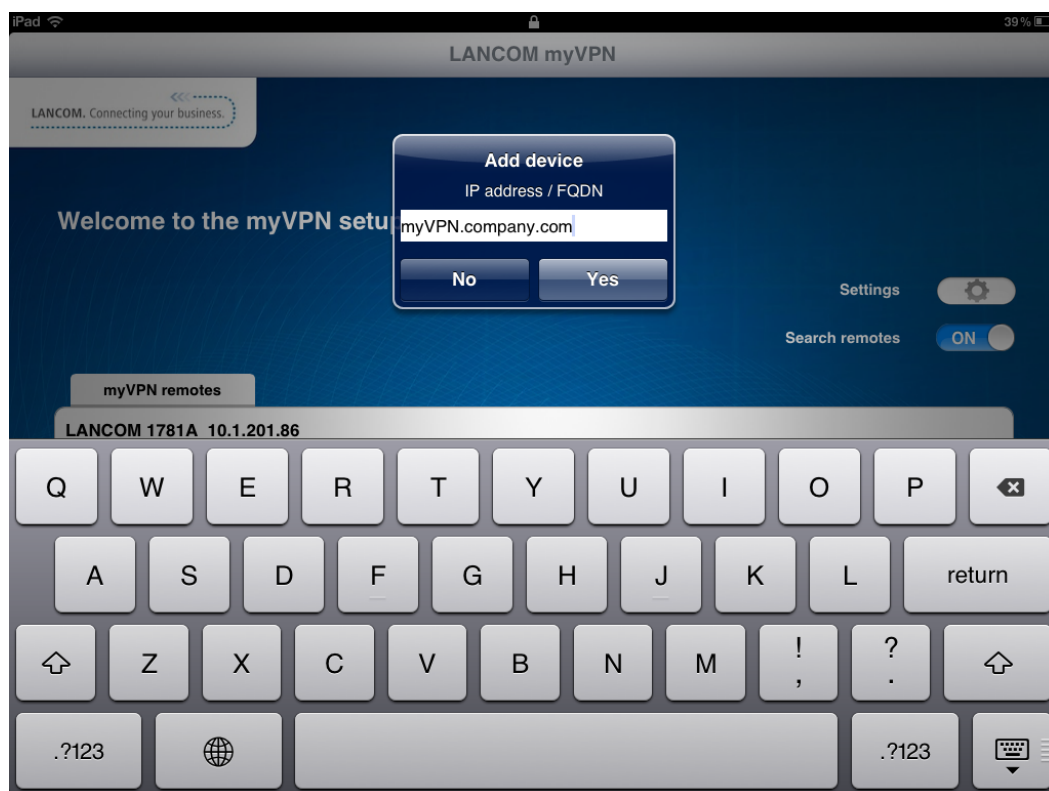 iPad 39 %
LANCOM myVPN
LANCOM. Connecting your business.
Add device
IP address / FQDN
Welcome to the myVPN setu
myVPN.company.com
No Yes
Settings
Search remotes ON
myVPN remotes
LANCOM 1781A 10.1.201.86
Q W E R T Y U I O P
A S D F G H J K L return
Z X C V B N M ! , ? .
.?123 .?123